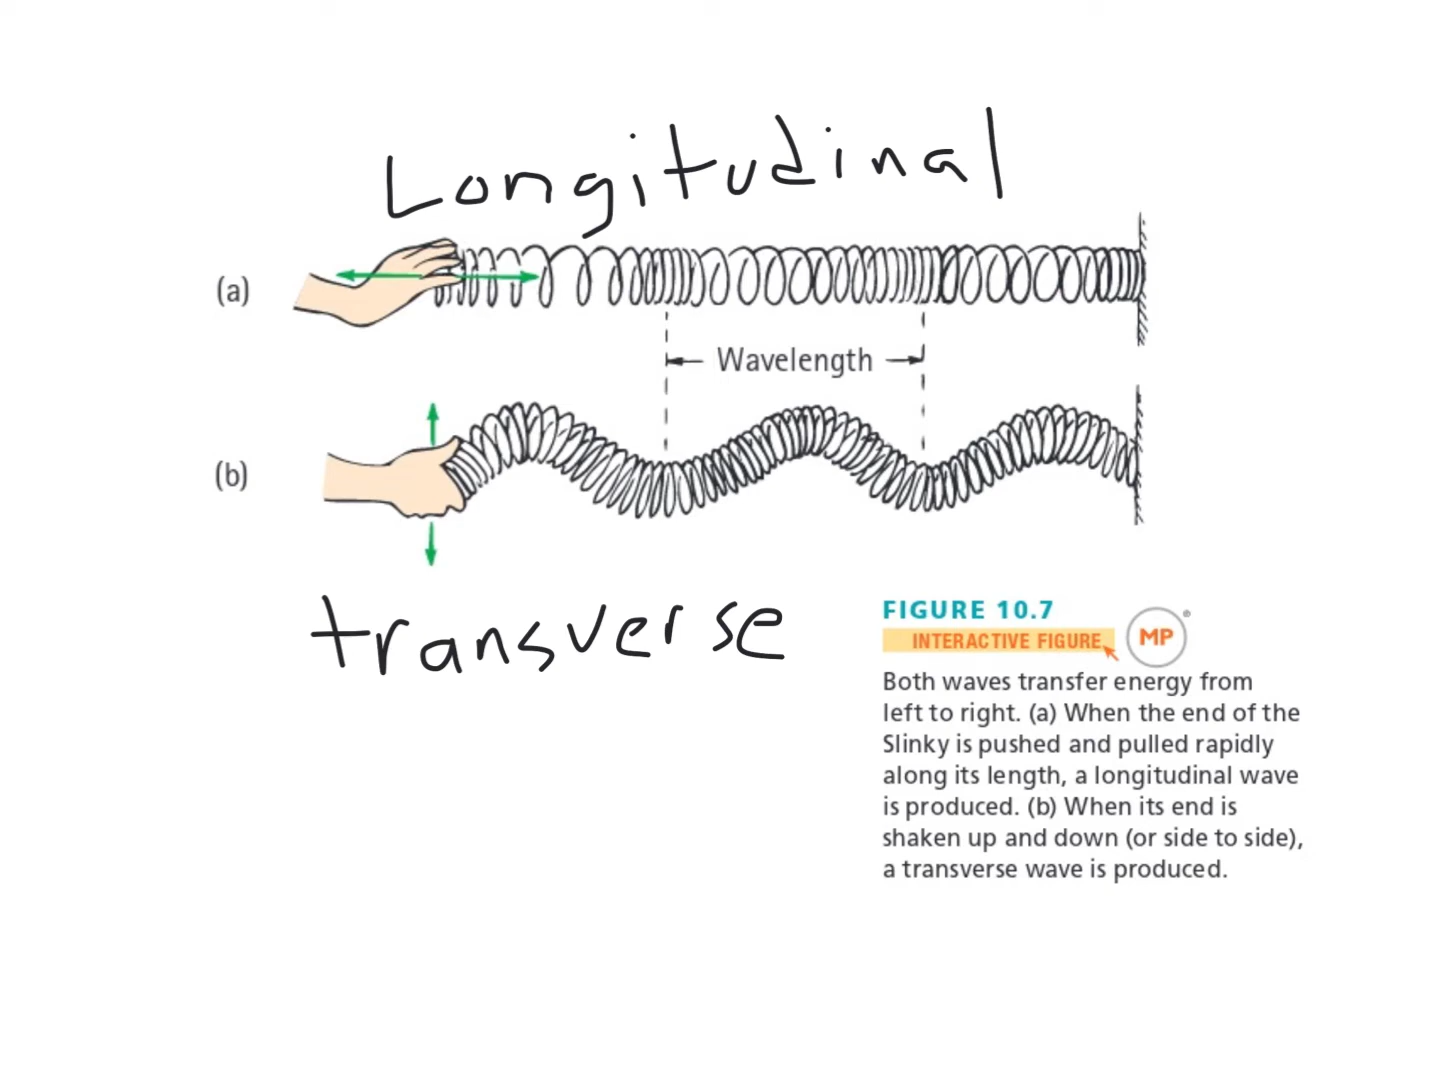 Longitudinal
(a)
Wavelength
(b)
transverse
FIGURE 10.7
INTERACTIVE FIGURE
MP®
Both waves transfer energy from
left to right. (a) When the end of the
Slinky is pushed and pulled rapidly
along its length, a longitudinal wave
is produced. (b) When its end is
shaken up and down (or side to side),
a transverse wave is produced.